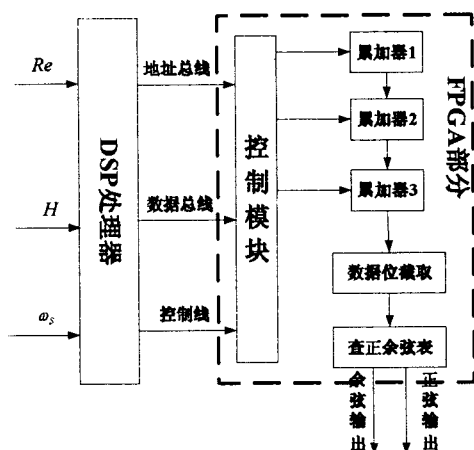 Re
H
ωs
DSP处理器
地址总线
数据总线
控制线
控制模块
累加器1
累加器2
累加器3
数据位截取
查正余弦表
余弦输出
正弦输出
FPGA部分